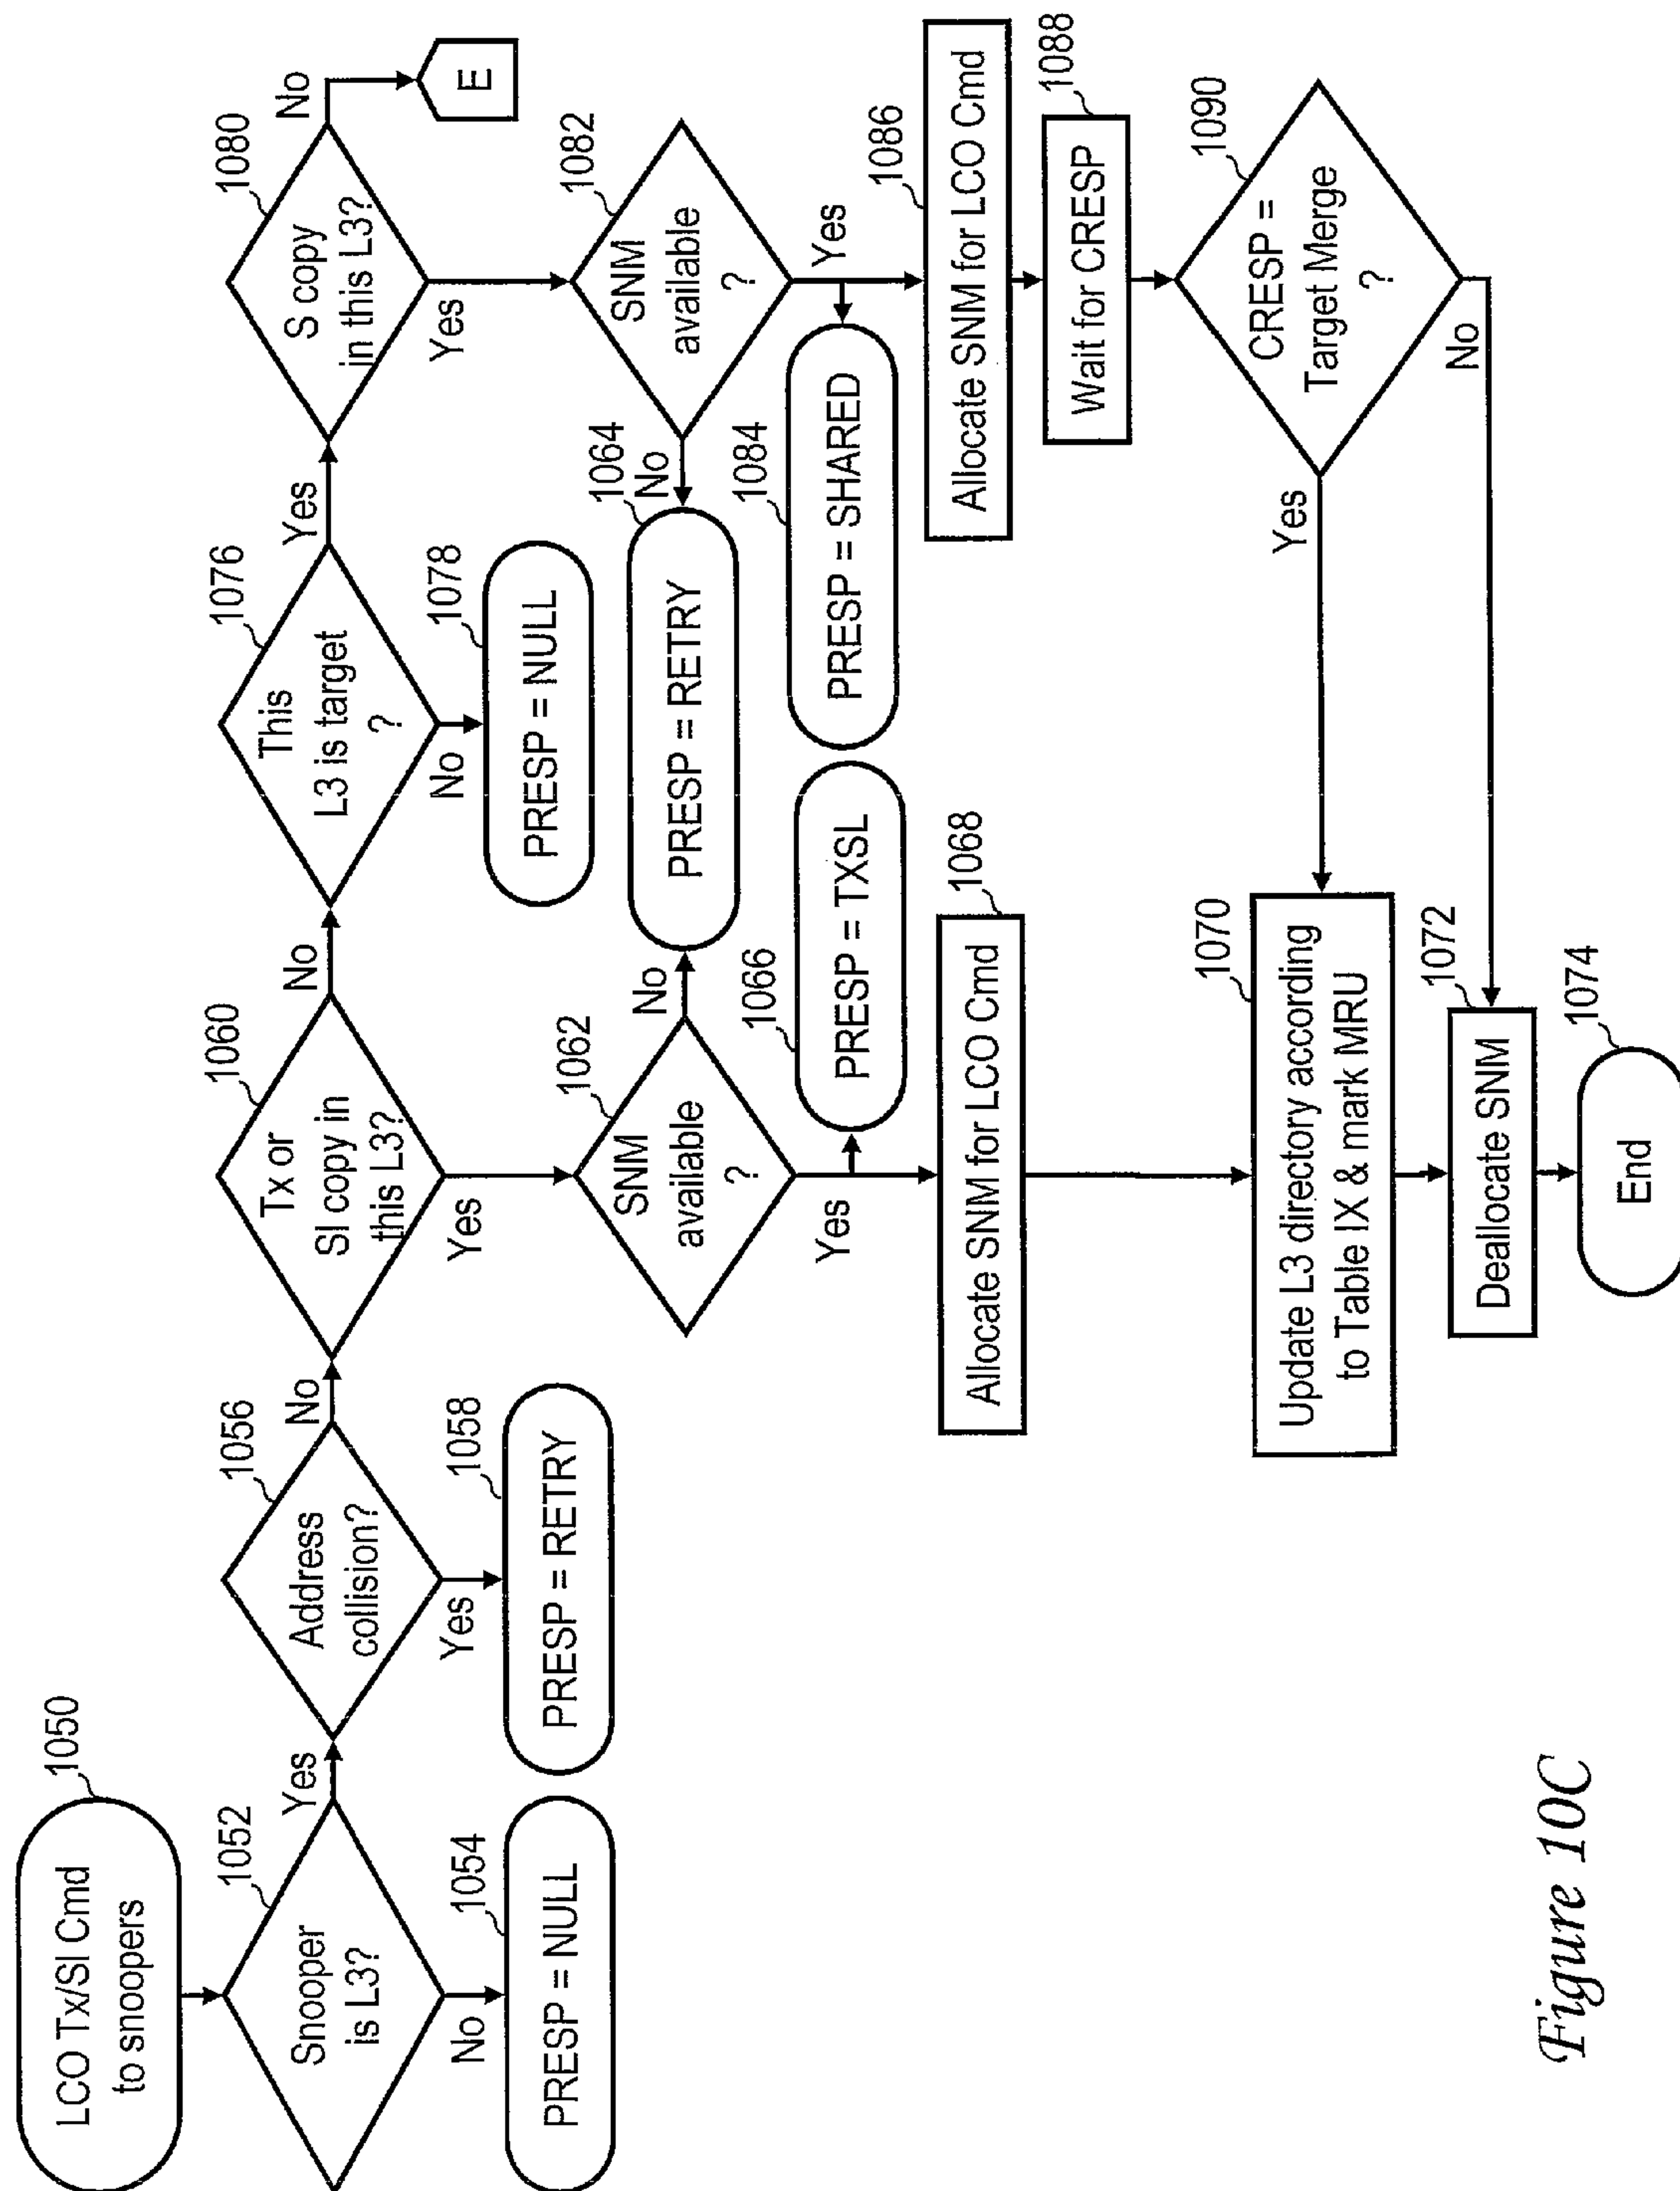 1050
LCO Tx/SI Cmd
to snoopers
1052
Snooper
is L3?
Yes
No
1054
PRESP = NULL
1056
Address
collision?
No
Yes
1058
PRESP = RETRY
1060
Tx or
SI copy in
this L3?
No
Yes
1062
SNM
available
?
No
Yes
1064
PRESP = RETRY
1066
PRESP = TXSL
1068
Allocate SNM for LCO Cmd
1070
Update L3 directory according
to Table IX & mark MRU
1072
Deallocate SNM
1074
End
1076
This
L3 is target
?
Yes
No
1078
PRESP = NULL
1080
S copy
in this L3?
No
E
Yes
1082
SNM
available
?
No
Yes
1084
PRESP = SHARED
1086
Allocate SNM for LCO Cmd
1088
Wait for CRESP
1090
CRESP =
Target Merge
?
Yes
No
Figure 10C